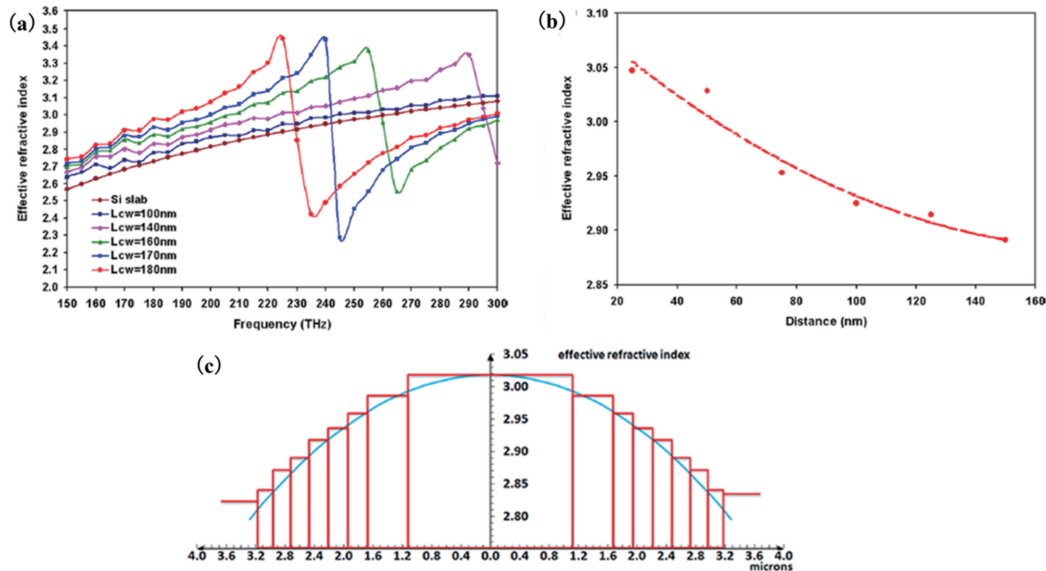 (a)
Effective refractive index
3.6
3.5
3.4
3.3
3.2
3.1
3.0
2.9
2.8
2.7
2.6
2.5
2.4
2.3
2.2
2.1
2.0
Si slab
Lcw=100nm
Lcw=140nm
Lcw=160nm
Lcw=170nm
Lcw=180nm
150 160 170 180 190 200 210 220 230 240 250 260 270 280 290 300
Frequency (THz)
(b)
Effective refractive index
3.10
3.05
3.00
2.95
2.90
2.85
20 40 60 80 100 120 140 160
Distance (nm)
(c)
3.05 effective refractive index
3.00
2.95
2.90
2.85
2.80
4.0 3.6 3.2 2.8 2.4 2.0 1.6 1.2 0.8 0.4 0.0 0.4 0.8 1.2 1.6 2.0 2.4 2.8 3.2 3.6 4.0
microns